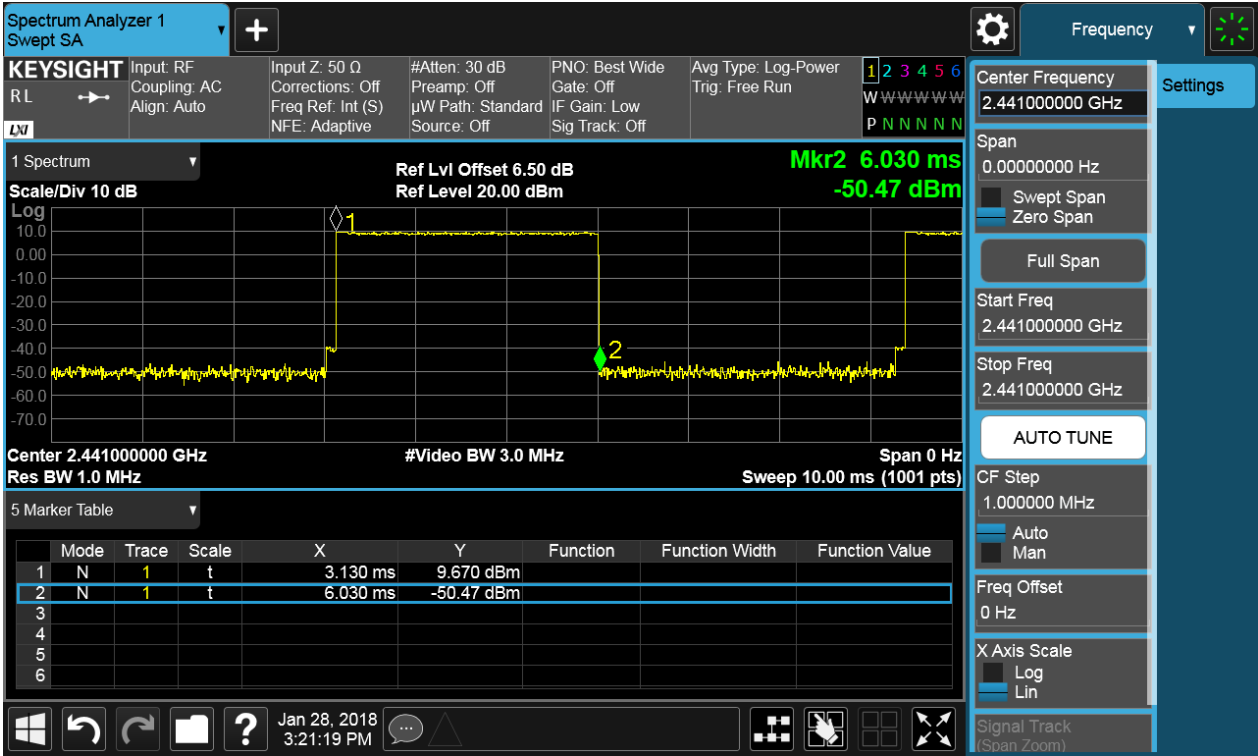 Spectrum Analyzer 1
Swept SA
+
Frequency
KEYSIGHT
R L
LXI
Input: RF
Coupling: AC
Align: Auto
Input Z: 50 Ω
Corrections: Off
Freq Ref: Int (S)
NFE: Adaptive
#Atten: 30 dB
Preamp: Off
µW Path: Standard
Source: Off
PNO: Best Wide
Gate: Off
IF Gain: Low
Sig Track: Off
Avg Type: Log-Power
Trig: Free Run
1 2 3 4 5 6
W W W W W W
P N N N N N
1 Spectrum
Scale/Div 10 dB
Ref Lvl Offset 6.50 dB
Ref Level 20.00 dBm
Mkr2 6.030 ms
-50.47 dBm
Log
10.0
0.00
-10.0
-20.0
-30.0
-40.0
-50.0
-60.0
-70.0
1
2
Center 2.441000000 GHz
Res BW 1.0 MHz
#Video BW 3.0 MHz
Span 0 Hz
Sweep 10.00 ms (1001 pts)
5 Marker Table
Mode Trace Scale X Y Function Function Width Function Value
1 N 1 t 3.130 ms 9.670 dBm
2 N 1 t 6.030 ms -50.47 dBm
3
4
5
6
?
Jan 28, 2018
3:21:19 PM
Center Frequency
2.441000000 GHz
Span
0.00000000 Hz
Swept Span
Zero Span
Full Span
Start Freq
2.441000000 GHz
Stop Freq
2.441000000 GHz
AUTO TUNE
CF Step
1.000000 MHz
Auto
Man
Freq Offset
0 Hz
X Axis Scale
Log
Lin
Signal Track
(Span Zoom)
Settings